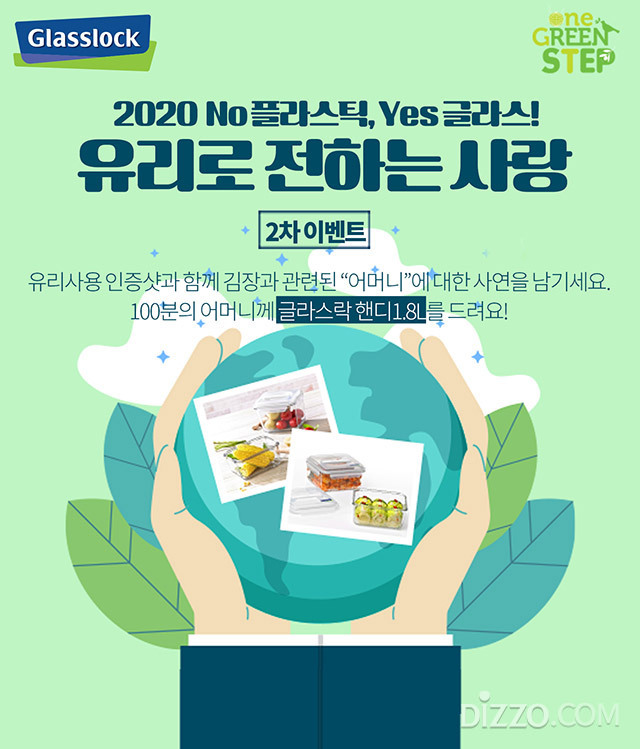 Glasslock
one
GREEN
STEP
2020 No 플라스틱, Yes 글라스!
유리로 전하는 사랑
2차 이벤트
유리사용 인증샷과 함께 김장과 관련된 “어머니”에 대한 사연을 남기세요.
100분의 어머니께 글라스락 핸디1.8L를 드려요!
DIZZO.COM